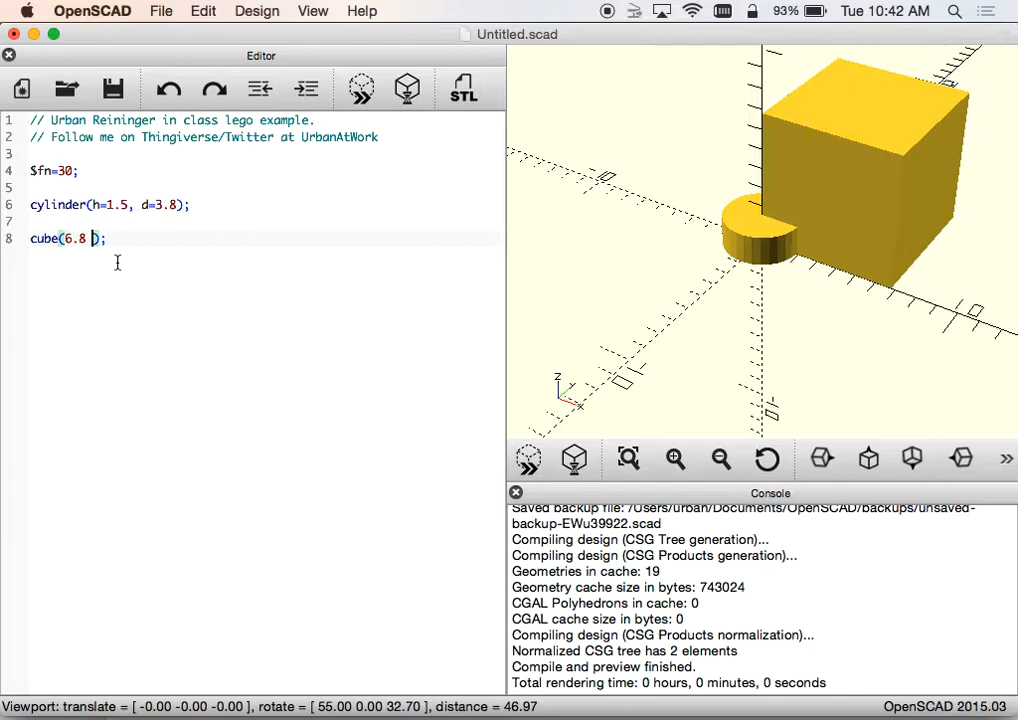 OpenSCAD File Edit Design View Help 93% Tue 10:42 AM
Untitled.scad
Editor
STL
1 // Urban Reininger in class lego example.
2 // Follow me on Thingiverse/Twitter at UrbanAtWork
3
4 $fn=30;
5
6 cylinder(h=1.5, d=3.8);
7
8 cube(6.8 );
10
10
10
Z
x
Console
Saved backup file: /Users/urban/Documents/OpenSCAD/backups/unsaved-
backup-EWu39922.scad
Compiling design (CSG Tree generation)...
Compiling design (CSG Products generation)...
Geometries in cache: 19
Geometry cache size in bytes: 743024
CGAL Polyhedrons in cache: 0
CGAL cache size in bytes: 0
Compiling design (CSG Products normalization)...
Normalized CSG tree has 2 elements
Compile and preview finished.
Total rendering time: 0 hours, 0 minutes, 0 seconds
Viewport: translate = [ -0.00 -0.00 -0.00 ], rotate = [ 55.00 0.00 32.70 ], distance = 46.97 OpenSCAD 2015.03